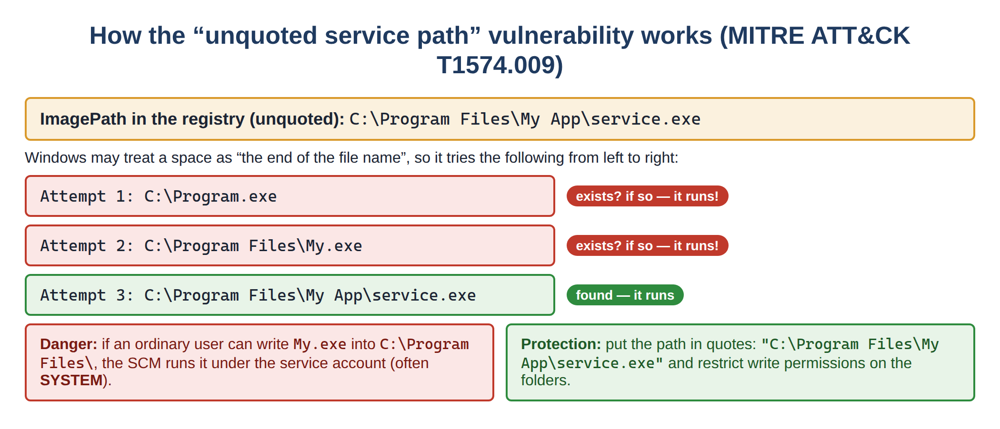 How the “unquoted service path” vulnerability works (MITRE ATT&CK
T1574.009)
ImagePath in the registry (unquoted): C:\Program Files\My App\service.exe
Windows may treat a space as “the end of the file name”, so it tries the following from left to right:
Attempt 1: C:\Program.exe
exists? if so — it runs!
Attempt 2: C:\Program Files\My.exe
exists? if so — it runs!
Attempt 3: C:\Program Files\My App\service.exe
found — it runs
Danger: if an ordinary user can write My.exe into C:\Program
Files\, the SCM runs it under the service account (often
SYSTEM).
Protection: put the path in quotes: "C:\Program Files\My
App\service.exe" and restrict write permissions on the
folders.